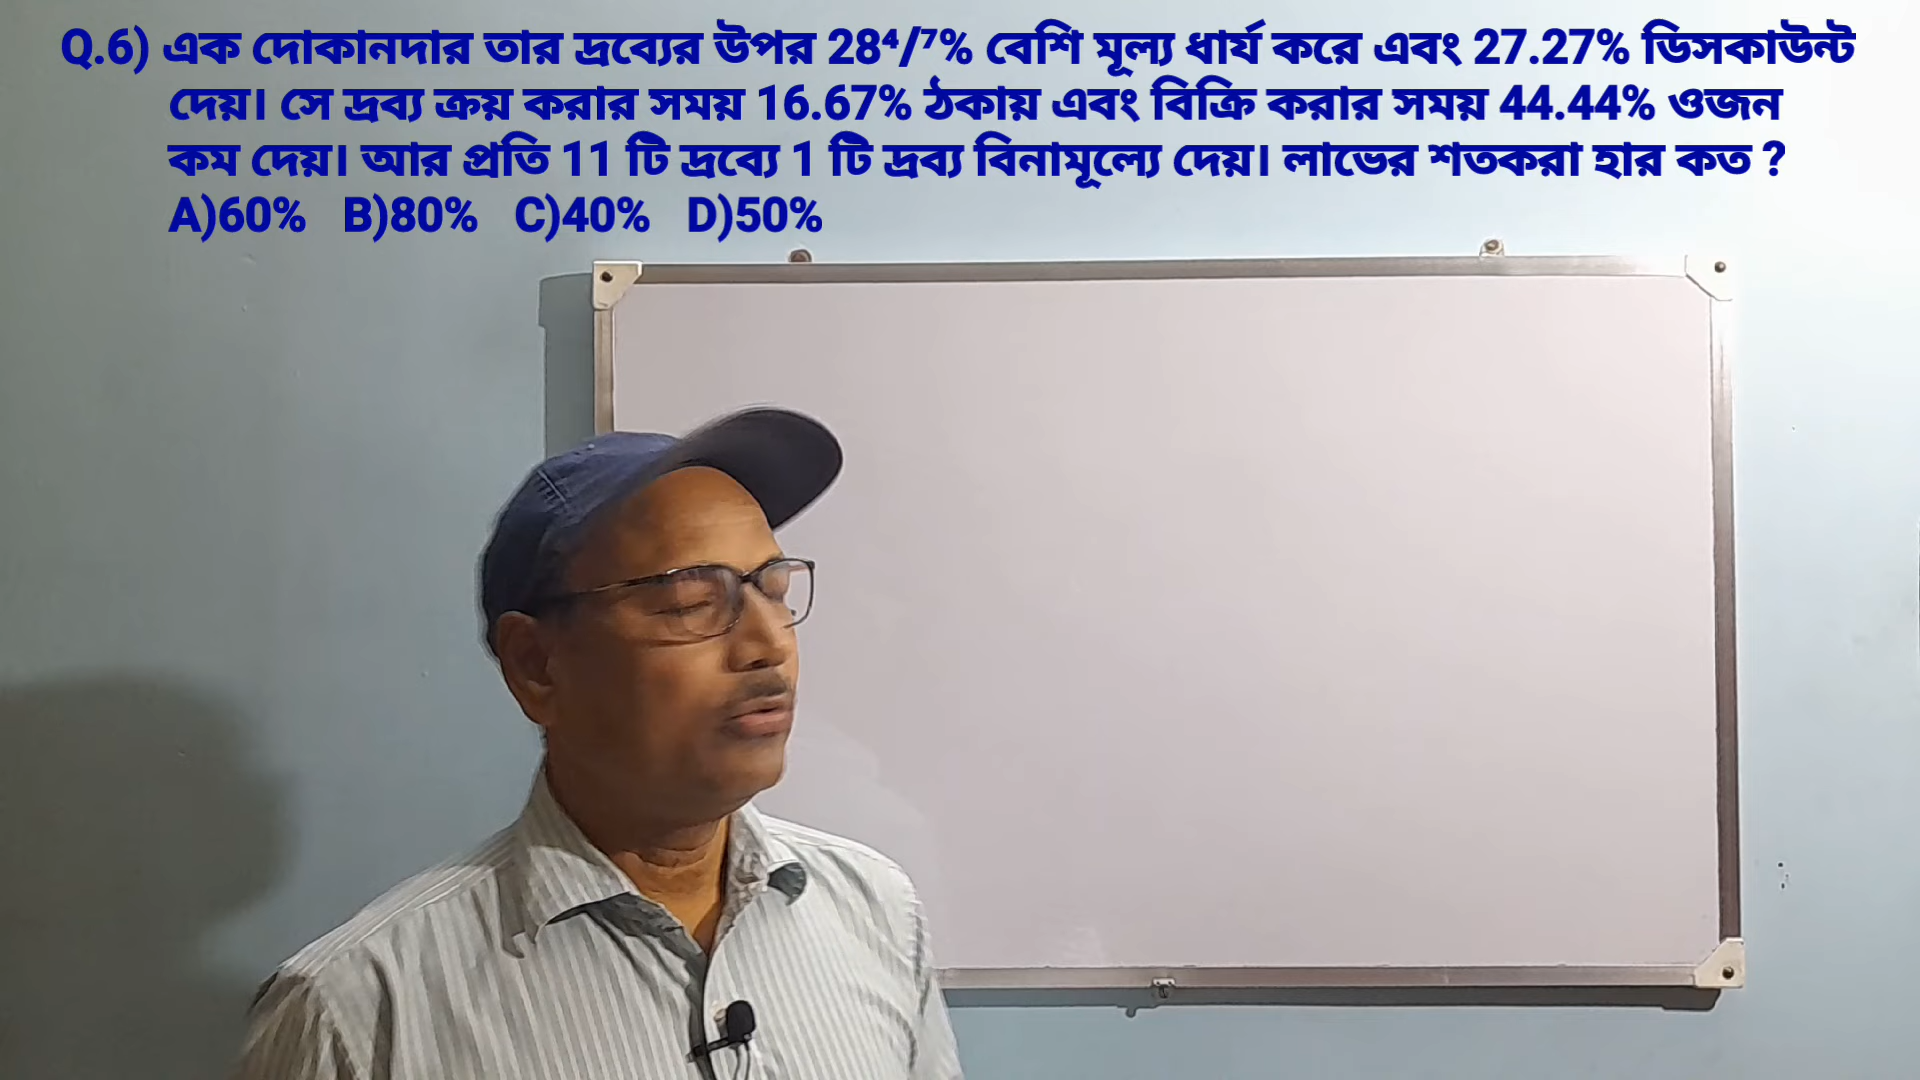 Q.6) এক দোকানদার তার দ্রব্যের উপর 28⁴/⁷% বেশি মূল্য ধার্য করে এবং 27.27% ডিসকাউন্ট
দেয়। সে দ্রব্য ক্রয় করার সময় 16.67% ঠকায় এবং বিক্রি করার সময় 44.44% ওজন
কম দেয়। আর প্রতি 11 টি দ্রব্যে 1 টি দ্রব্য বিনামূল্যে দেয়। লাভের শতকরা হার কত ?
A)60% B)80% C)40% D)50%